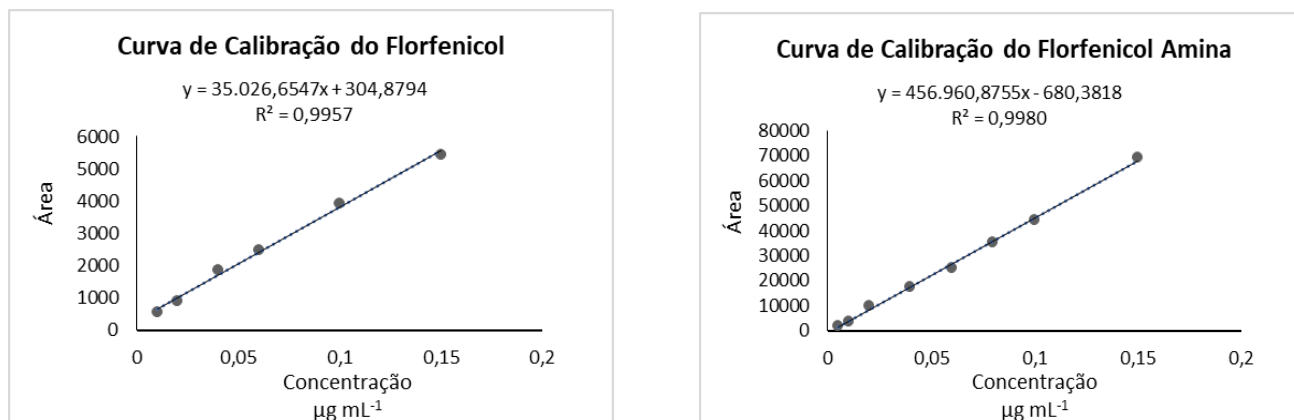 Curva de Calibração do Florfenicol
y = 35.026,6547x + 304,8794
R² = 0,9957
6000
5000
4000
3000
2000
1000
0
Área
0 0,05 0,1 0,15 0,2
Concentração
µg mL⁻¹
Curva de Calibração do Florfenicol Amina
y = 456.960,8755x - 680,3818
R² = 0,9980
80000
70000
60000
50000
40000
30000
20000
10000
0
Área
0 0,05 0,1 0,15 0,2
Concentração
µg mL⁻¹